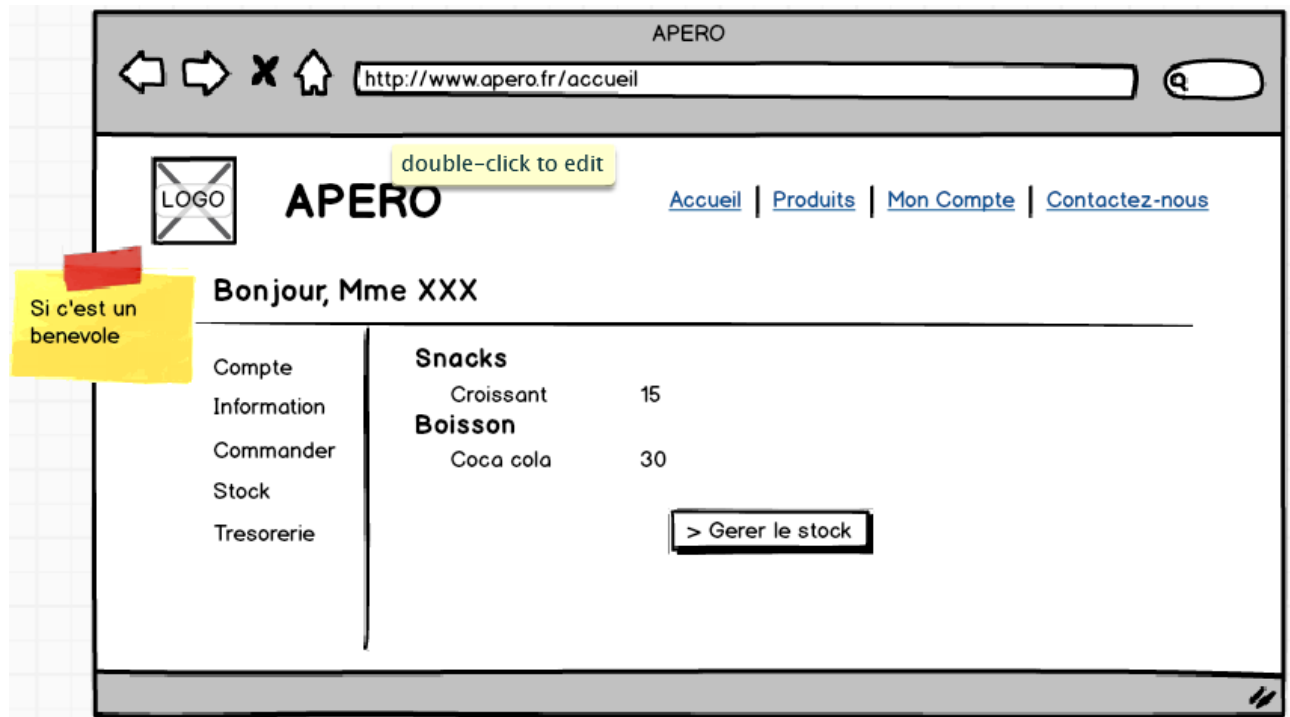 APERO
http://www.apero.fr/accueil
double-click to edit
LOGO
APERO
Accueil | Produits | Mon Compte | Contactez-nous
Si c'est un
benevole
Bonjour, Mme XXX
Compte
Information
Commander
Stock
Tresorerie
Snacks
Croissant 15
Boisson
Coca cola 30
> Gerer le stock